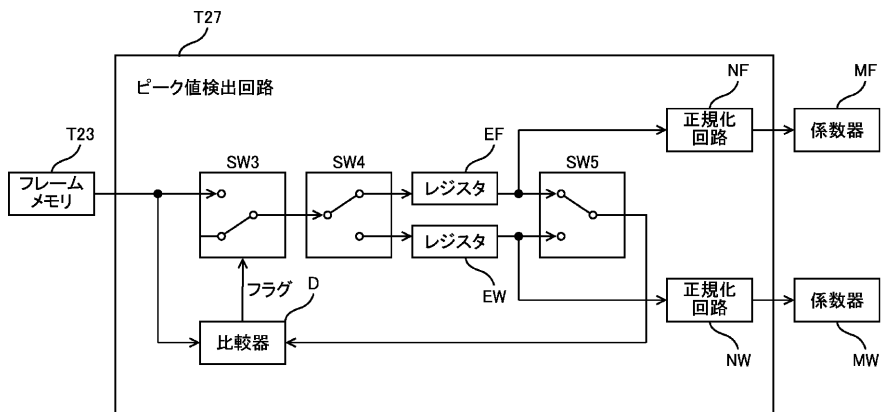 T27
ピーク値検出回路
NF
MF
正規化
回路
係数器
T23
EF
SW3
SW4
レジスタ
SW5
フレーム
メモリ
レジスタ
EW
フラグ
D
比較器
正規化
回路
係数器
NW
MW